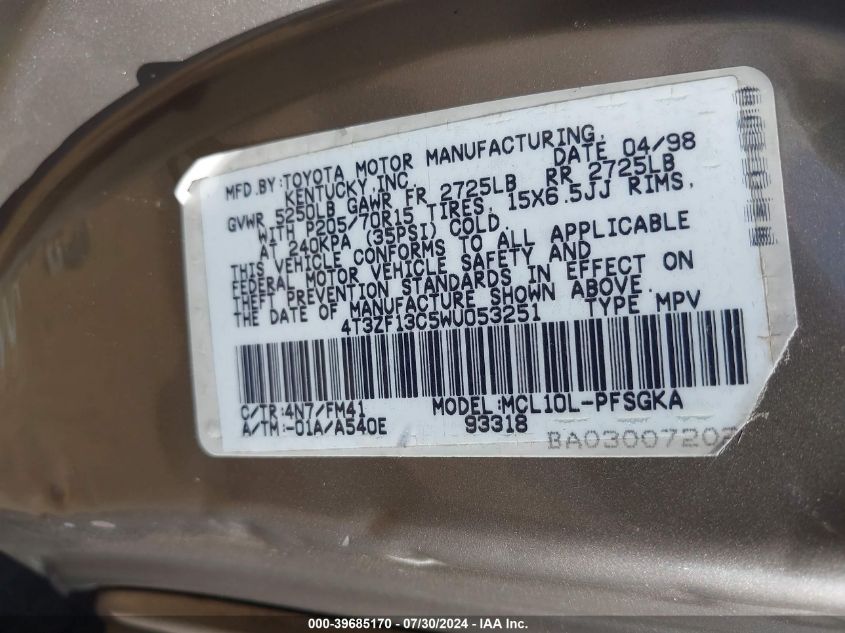 MFD.BY:TOYOTA MOTOR MANUFACTURING,
KENTUCKY,INC. DATE 04/98
GVWR 5250LB GAWR FR 2725LB RR 2725LB
WITH P205/70R15 TIRES, 15X6.5JJ RIMS,
AT 240KPA (35PSI) COLD.
THIS VEHICLE CONFORMS TO ALL APPLICABLE
FEDERAL MOTOR VEHICLE SAFETY AND
THEFT PREVENTION STANDARDS IN EFFECT ON
THE DATE OF MANUFACTURE SHOWN ABOVE.
4T3ZF13C5WU053251 TYPE MPV
C/TR:4N7/FM41 MODEL:MCL10L-PFSGKA
A/TM:-01A/A540E 93318
000-39685170 / 07/30/2024 - IAA Inc.